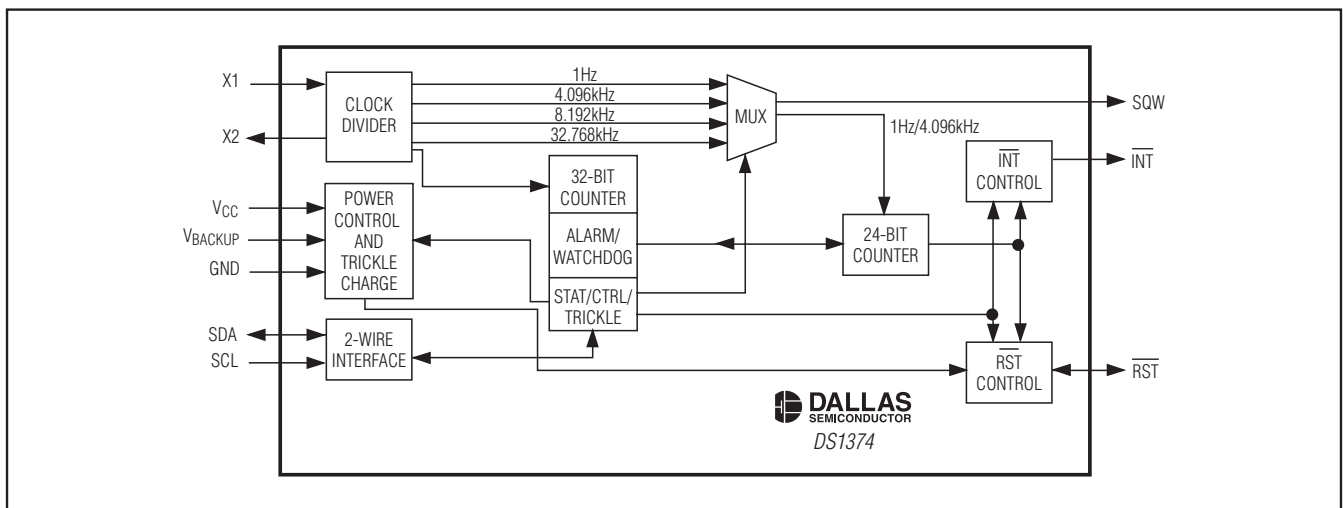 X1
X2
CLOCK
DIVIDER
1Hz
4.096kHz
8.192kHz
32.768kHz
MUX
SQW
1Hz/4.096kHz
INT
CONTROL
INT
32-BIT
COUNTER
ALARM/
WATCHDOG
STAT/CTRL/
TRICKLE
24-BIT
COUNTER
VCC
VBACKUP
GND
POWER
CONTROL
AND
TRICKLE
CHARGE
SDA
SCL
2-WIRE
INTERFACE
RST
CONTROL
RST
DALLAS
SEMICONDUCTOR
DS1374